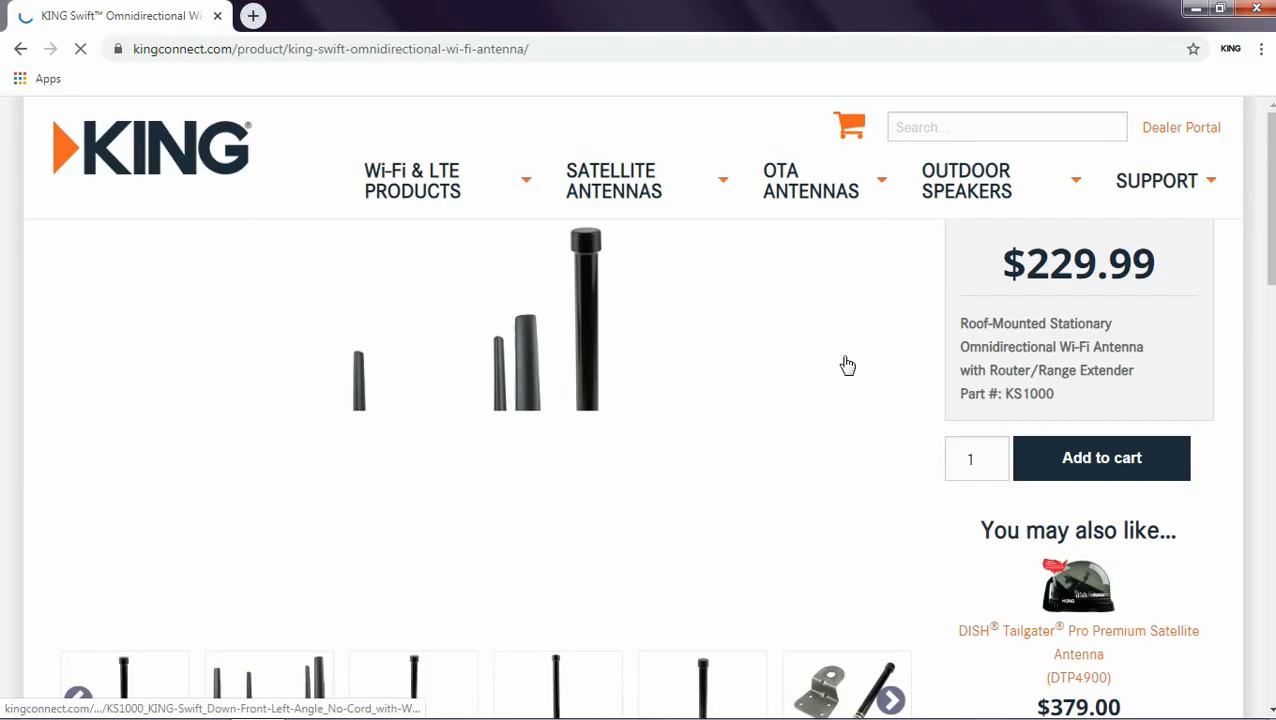 KING Swift™ Omnidirectional Wi-
kingconnect.com/product/king-swift-omnidirectional-wi-fi-antenna/
KING
Apps
KING®
Search...
Dealer Portal
Wi-Fi & LTE
PRODUCTS
SATELLITE
ANTENNAS
OTA
ANTENNAS
OUTDOOR
SPEAKERS
SUPPORT
$229.99
Roof-Mounted Stationary
Omnidirectional Wi-Fi Antenna
with Router/Range Extender
Part #: KS1000
1
Add to cart
You may also like...
KING
DISH® Tailgater® Pro Premium Satellite
Antenna
(DTP4900)
$379.00
kingconnect.com/.../KS1000_KING-Swift_Down-Front-Left-Angle_No-Cord_with-W...